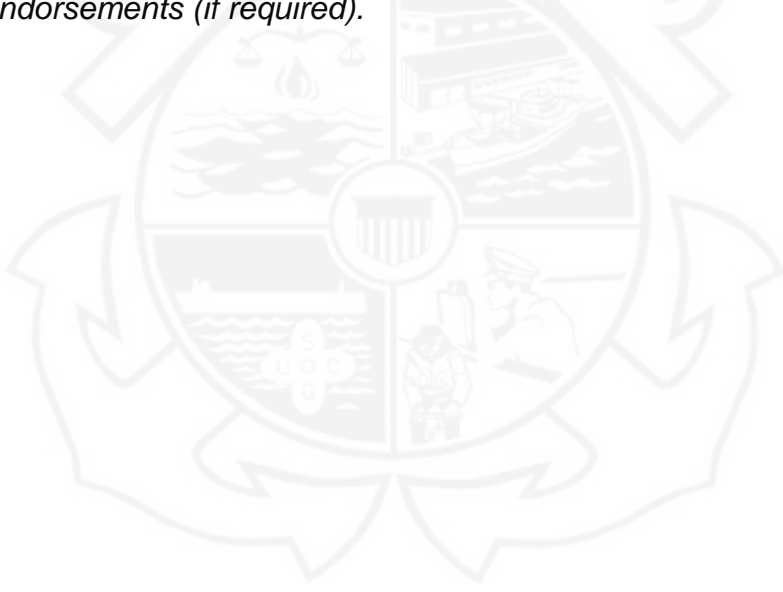 ndorsements (if required).
S
U O C
G